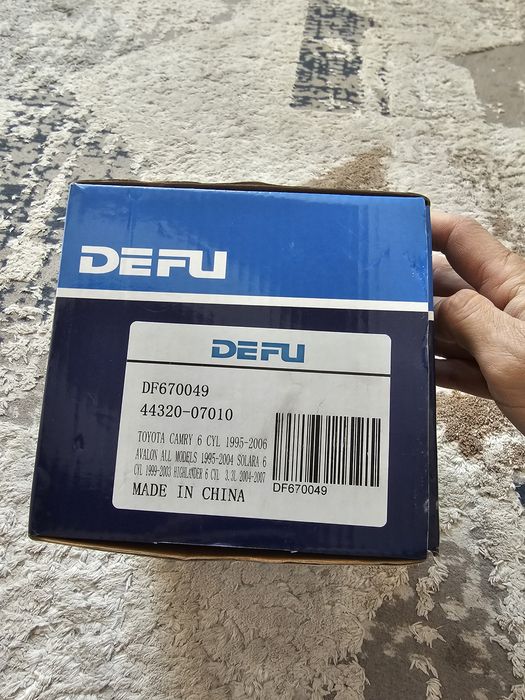 DEFU
DEFU
DF670049
44320-07010
TOYOTA CAMRY 6 CYL 1995-2006
AVALON ALL MODELS 1995-2004 SOLARA 6
CYL 1999-2003 HIGHLANDER 6 CYL 3.3L 2004-2007
MADE IN CHINA
DF670049